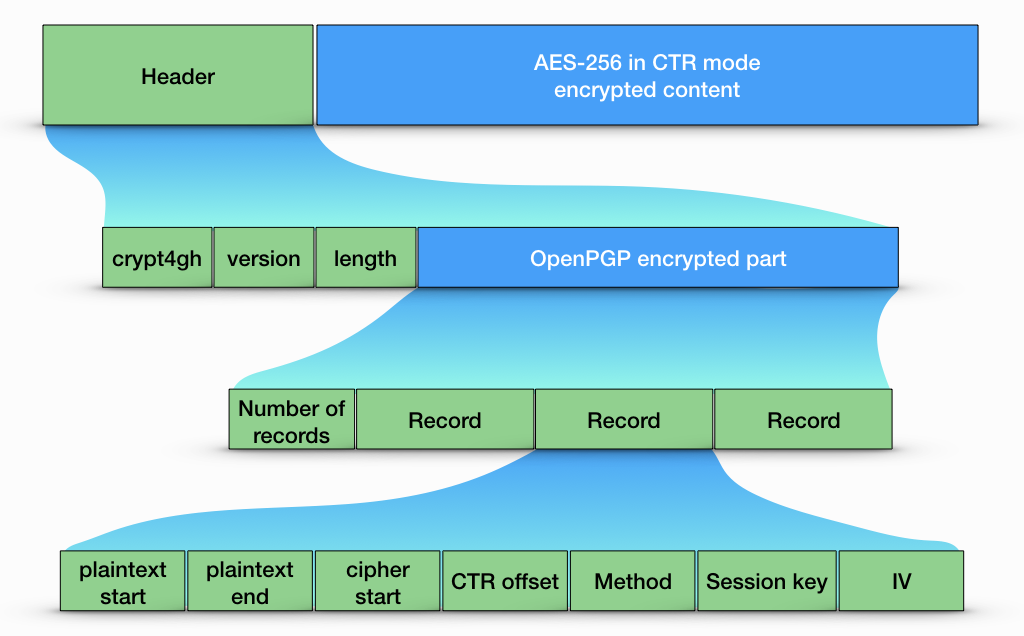 Header
AES-256 in CTR mode
encrypted content
crypt4gh
version
length
OpenPGP encrypted part
Number of
records
Record
Record
Record
plaintext
start
plaintext
end
cipher
start
CTR offset
Method
Session key
IV